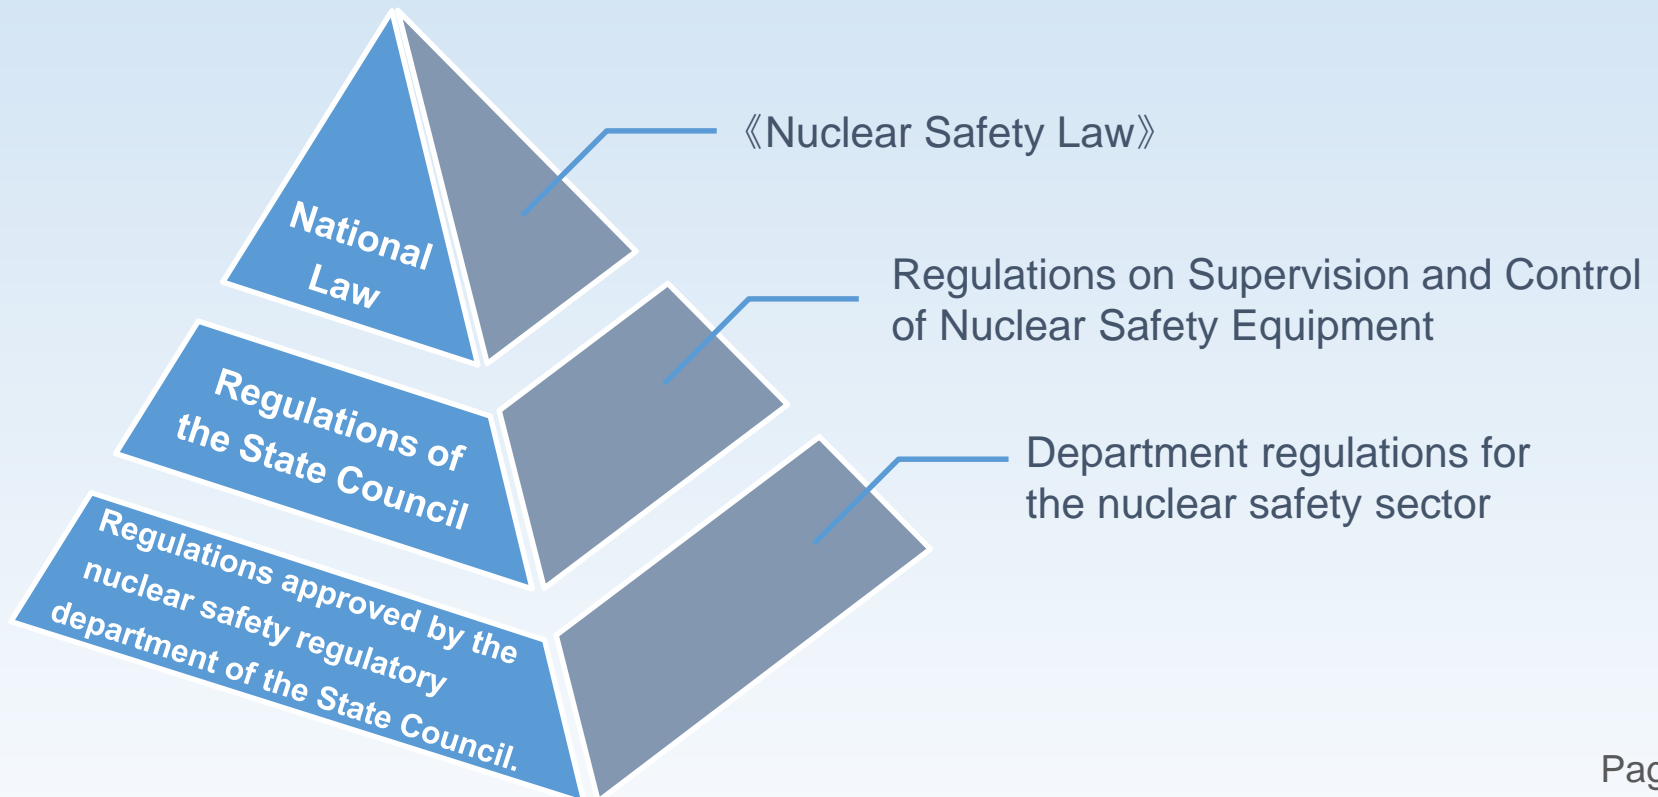 National
Law
《Nuclear Safety Law》
Regulations of
the State Council
Regulations on Supervision and Control
of Nuclear Safety Equipment
Regulations approved by the
nuclear safety regulatory
department of the State Council.
Department regulations for
the nuclear safety sector